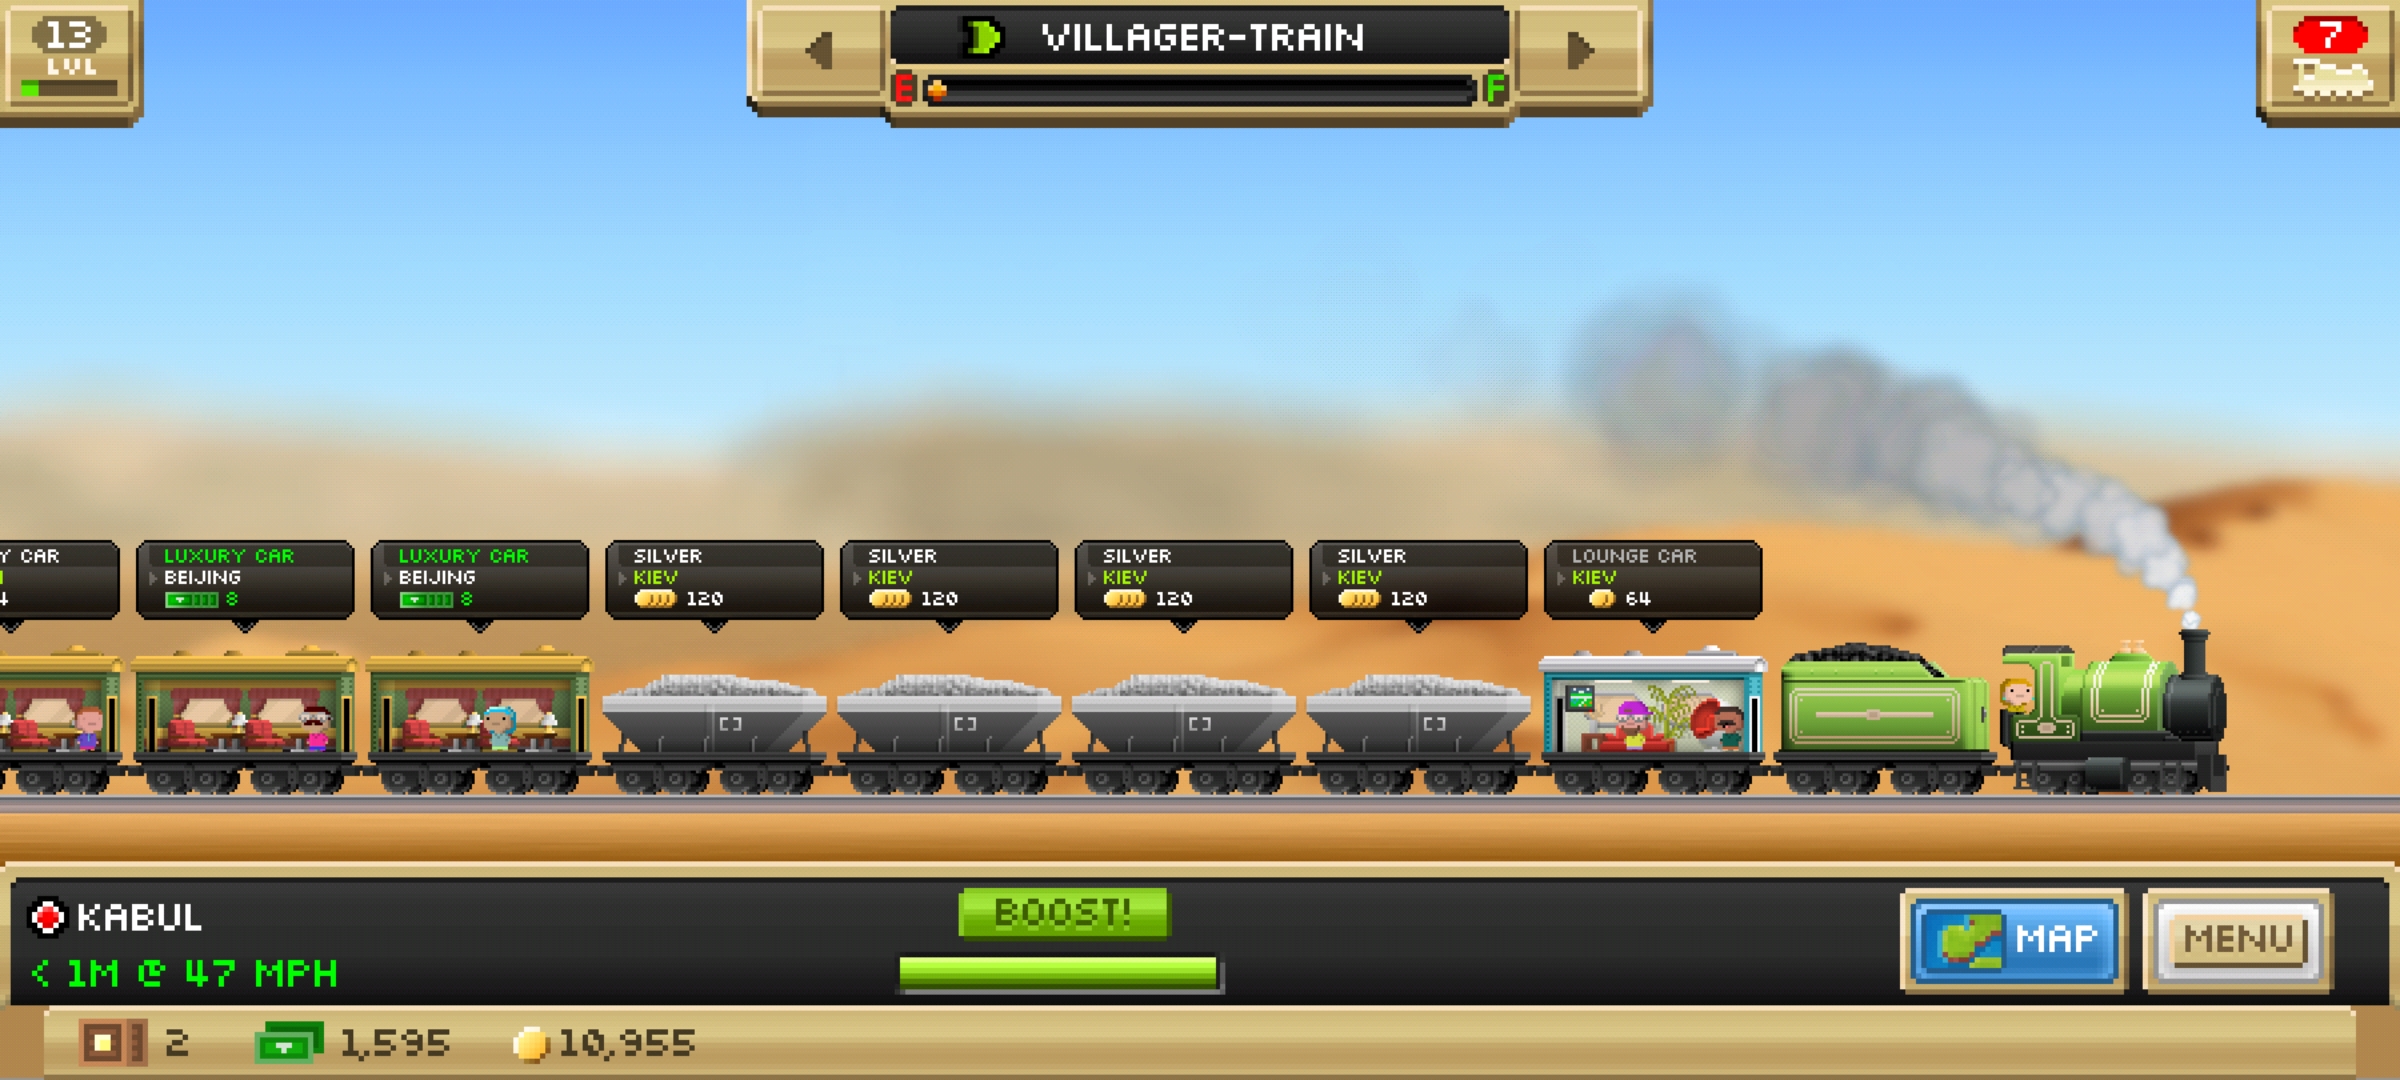 13
LVL
VILLAGER-TRAIN
E F
7
Y CAR
4
LUXURY CAR
BEIJING
8
LUXURY CAR
BEIJING
8
SILVER
KIEV
120
SILVER
KIEV
120
SILVER
KIEV
120
SILVER
KIEV
120
LOUNGE CAR
KIEV
64
KABUL
< 1M @ 47 MPH
BOOST!
MAP
MENU
2 1,595 10,955